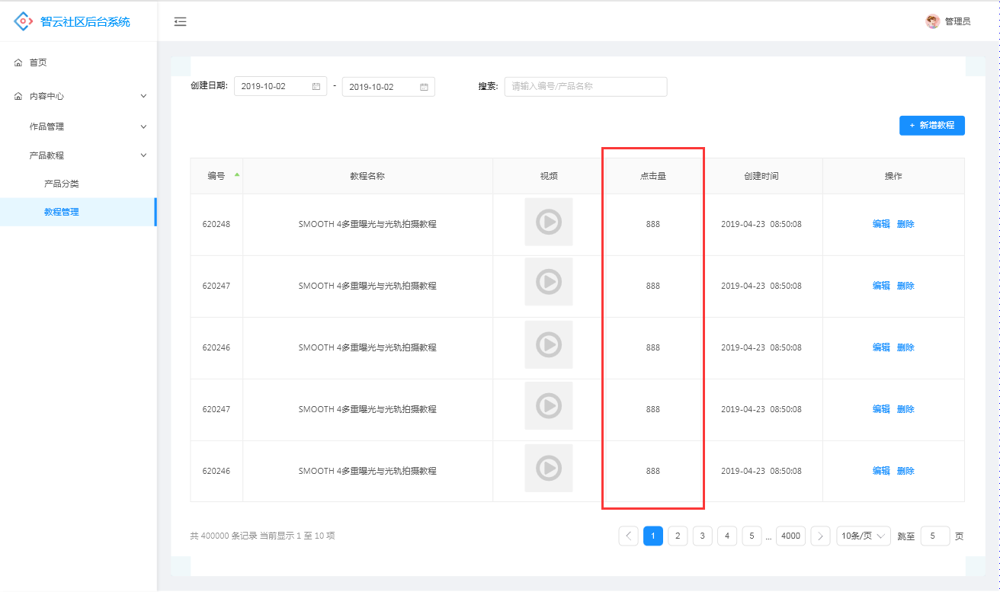 智云社区后台系统
管理员
首页
内容中心
作品管理
产品教程
产品分类
教程管理
创建日期: 2019-10-02 - 2019-10-02 搜索: 请输入编号/产品名称
+ 新增教程
编号 教程名称 视频 点击量 创建时间 操作
620248 SMOOTH 4多重曝光与光轨拍摄教程 888 2019-04-23 08:50:08 编辑 删除
620247 SMOOTH 4多重曝光与光轨拍摄教程 888 2019-04-23 08:50:08 编辑 删除
620246 SMOOTH 4多重曝光与光轨拍摄教程 888 2019-04-23 08:50:08 编辑 删除
620247 SMOOTH 4多重曝光与光轨拍摄教程 888 2019-04-23 08:50:08 编辑 删除
620246 SMOOTH 4多重曝光与光轨拍摄教程 888 2019-04-23 08:50:08 编辑 删除
共 400000 条记录 当前显示 1 至 10 项 1 2 3 4 5 ... 4000 10条/页 跳至 5 页